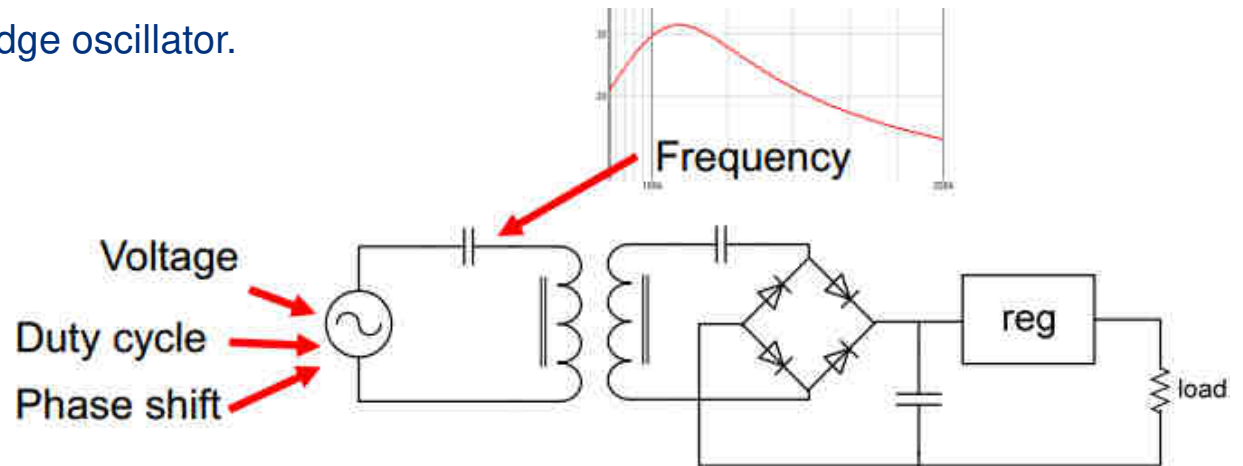 dge oscillator.
Frequency
Voltage
Duty cycle
Phase shift
reg
load